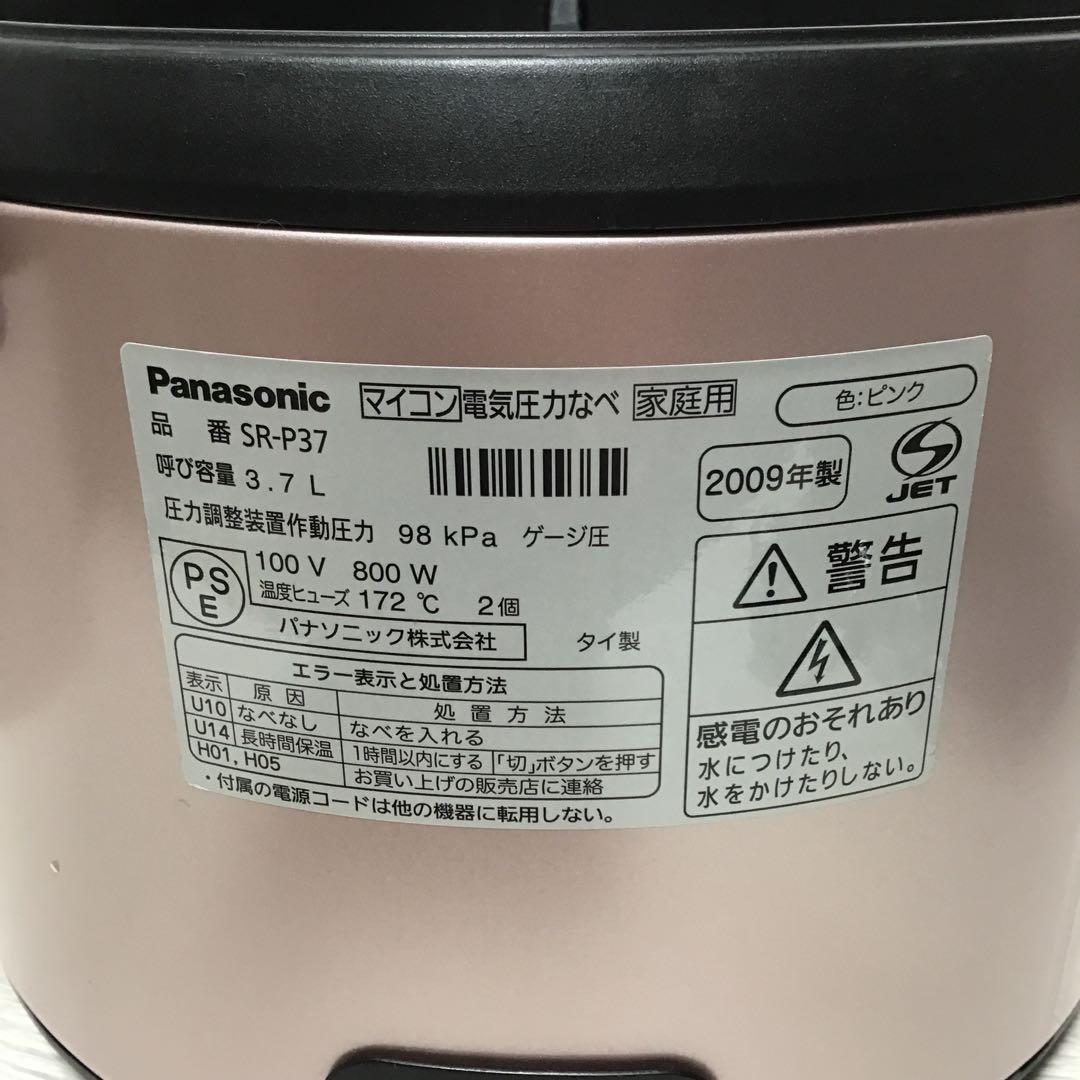 Panasonic マイコン 電気圧力なべ 家庭用 色:ピンク
品番 SR-P37
呼び容量 3.7 L
2009年製
JET
圧力調整装置作動圧力 98 kPa ゲージ圧
PSE
100 V 800 W
温度ヒューズ 172 ℃ 2個
パナソニック株式会社 タイ製
エラー表示と処置方法
表示 原因 処置方法
U10 なべなし なべを入れる
U14 長時間保温 1時間以内にする 「切」ボタンを押す
H01, H05 お買い上げの販売店に連絡
・付属の電源コードは他の機器に転用しない。
警告
感電のおそれあり
水につけたり、
水をかけたりしない。